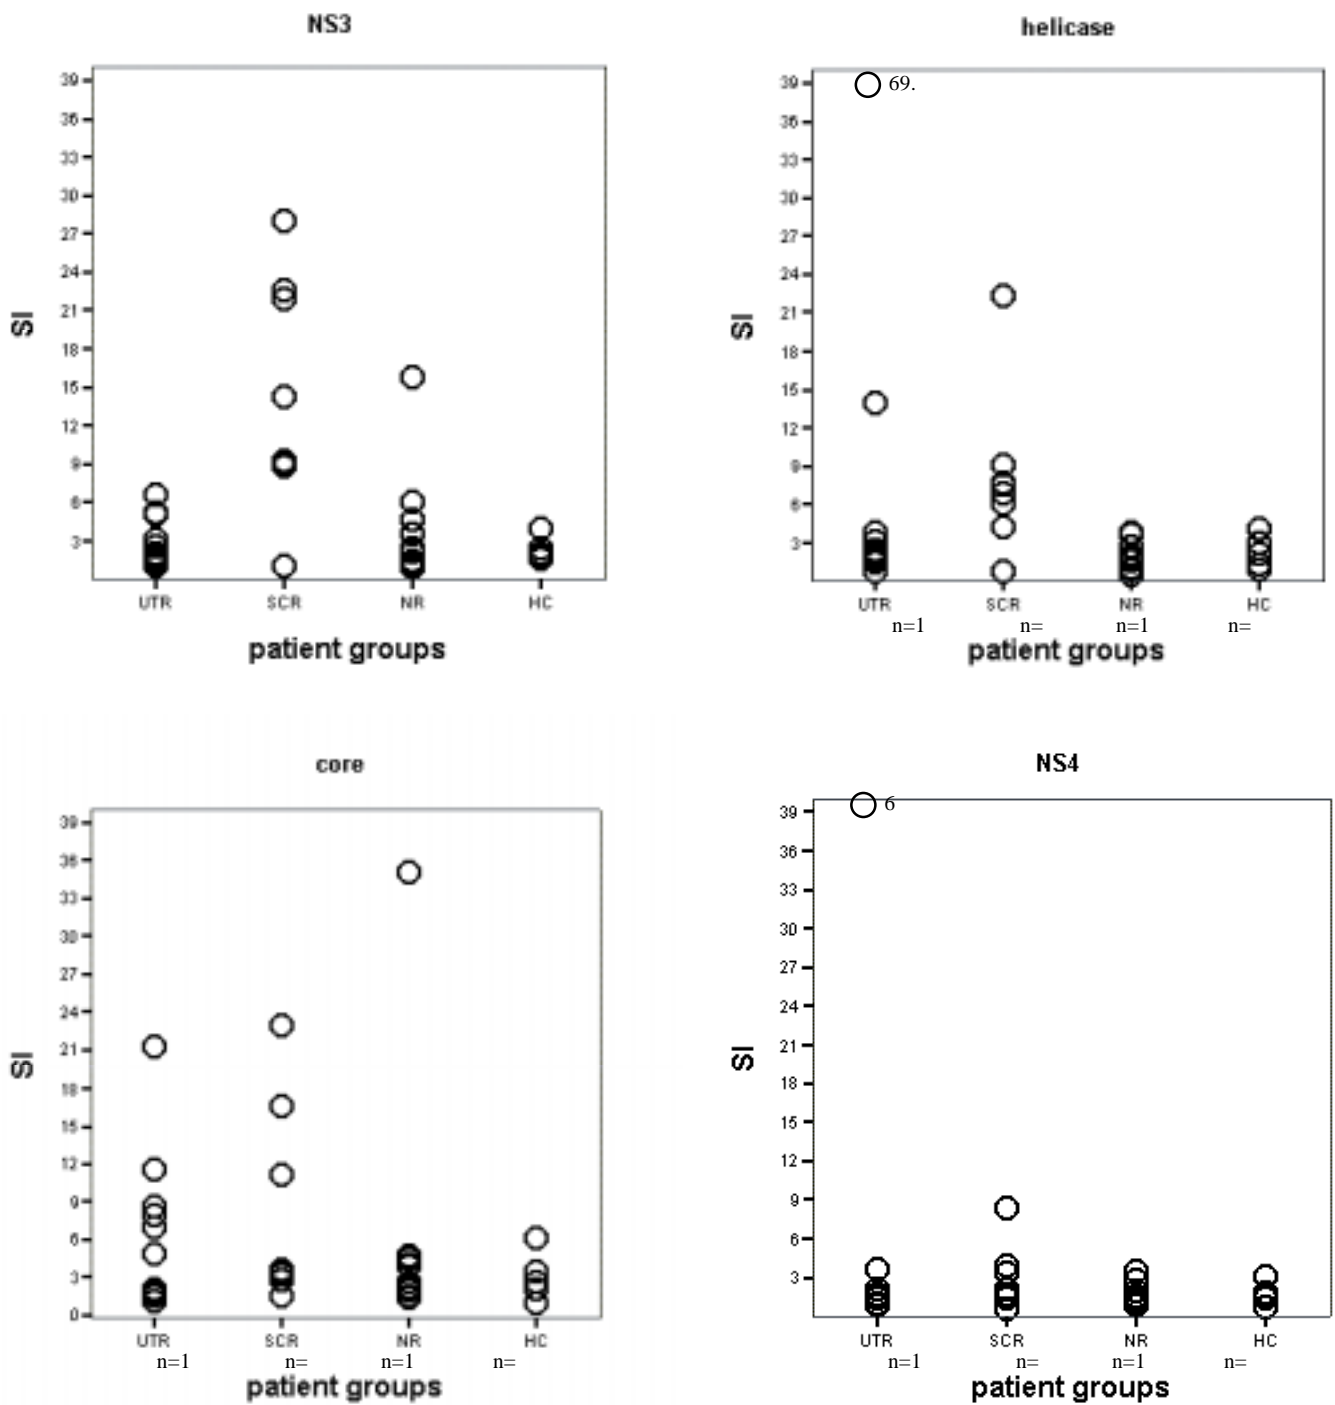 NS3
39
36
33
30
27
24
21
18
15
12
9
6
3
SI
UTR SCR NR HC
patient groups
helicase
69.
39
36
33
30
27
24
21
18
15
12
9
6
3
SI
UTR SCR NR HC
n=1 n= n=1 n=
patient groups
core
39
36
33
30
27
24
21
18
15
12
9
6
3
0
SI
UTR SCR NR HC
n=1 n= n=1 n=
patient groups
NS4
6
39
36
33
30
27
24
21
18
15
12
9
6
3
SI
UTR SCR NR HC
n=1 n= n=1 n=
patient groups